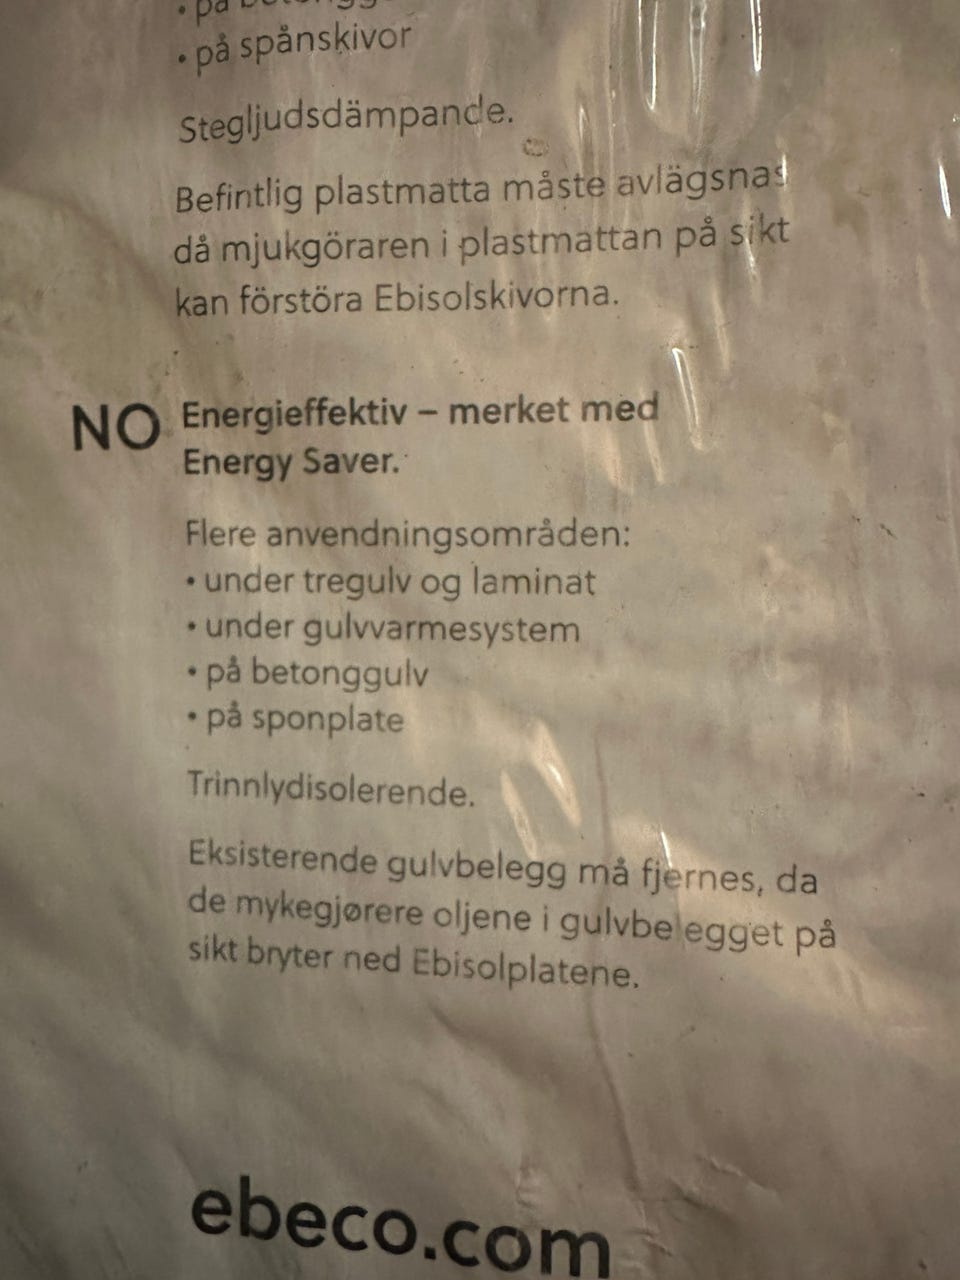 • på
• på spånskivor
Stegljudsdämpande.
Befintlig plastmatta måste avlägsnas
då mjukgöraren i plastmattan på sikt
kan förstöra Ebisolskivorna.
NO Energieffektiv – merket med
Energy Saver.
Flere anvendningsområden:
• under tregulv og laminat
• under gulvvarmesystem
• på betonggulv
• på sponplate
Trinnlydisolerende.
Eksisterende gulvbelegg må fjernes, da
de mykegjørere oljene i gulvbelegget på
sikt bryter ned Ebisolplatene.
ebeco.com